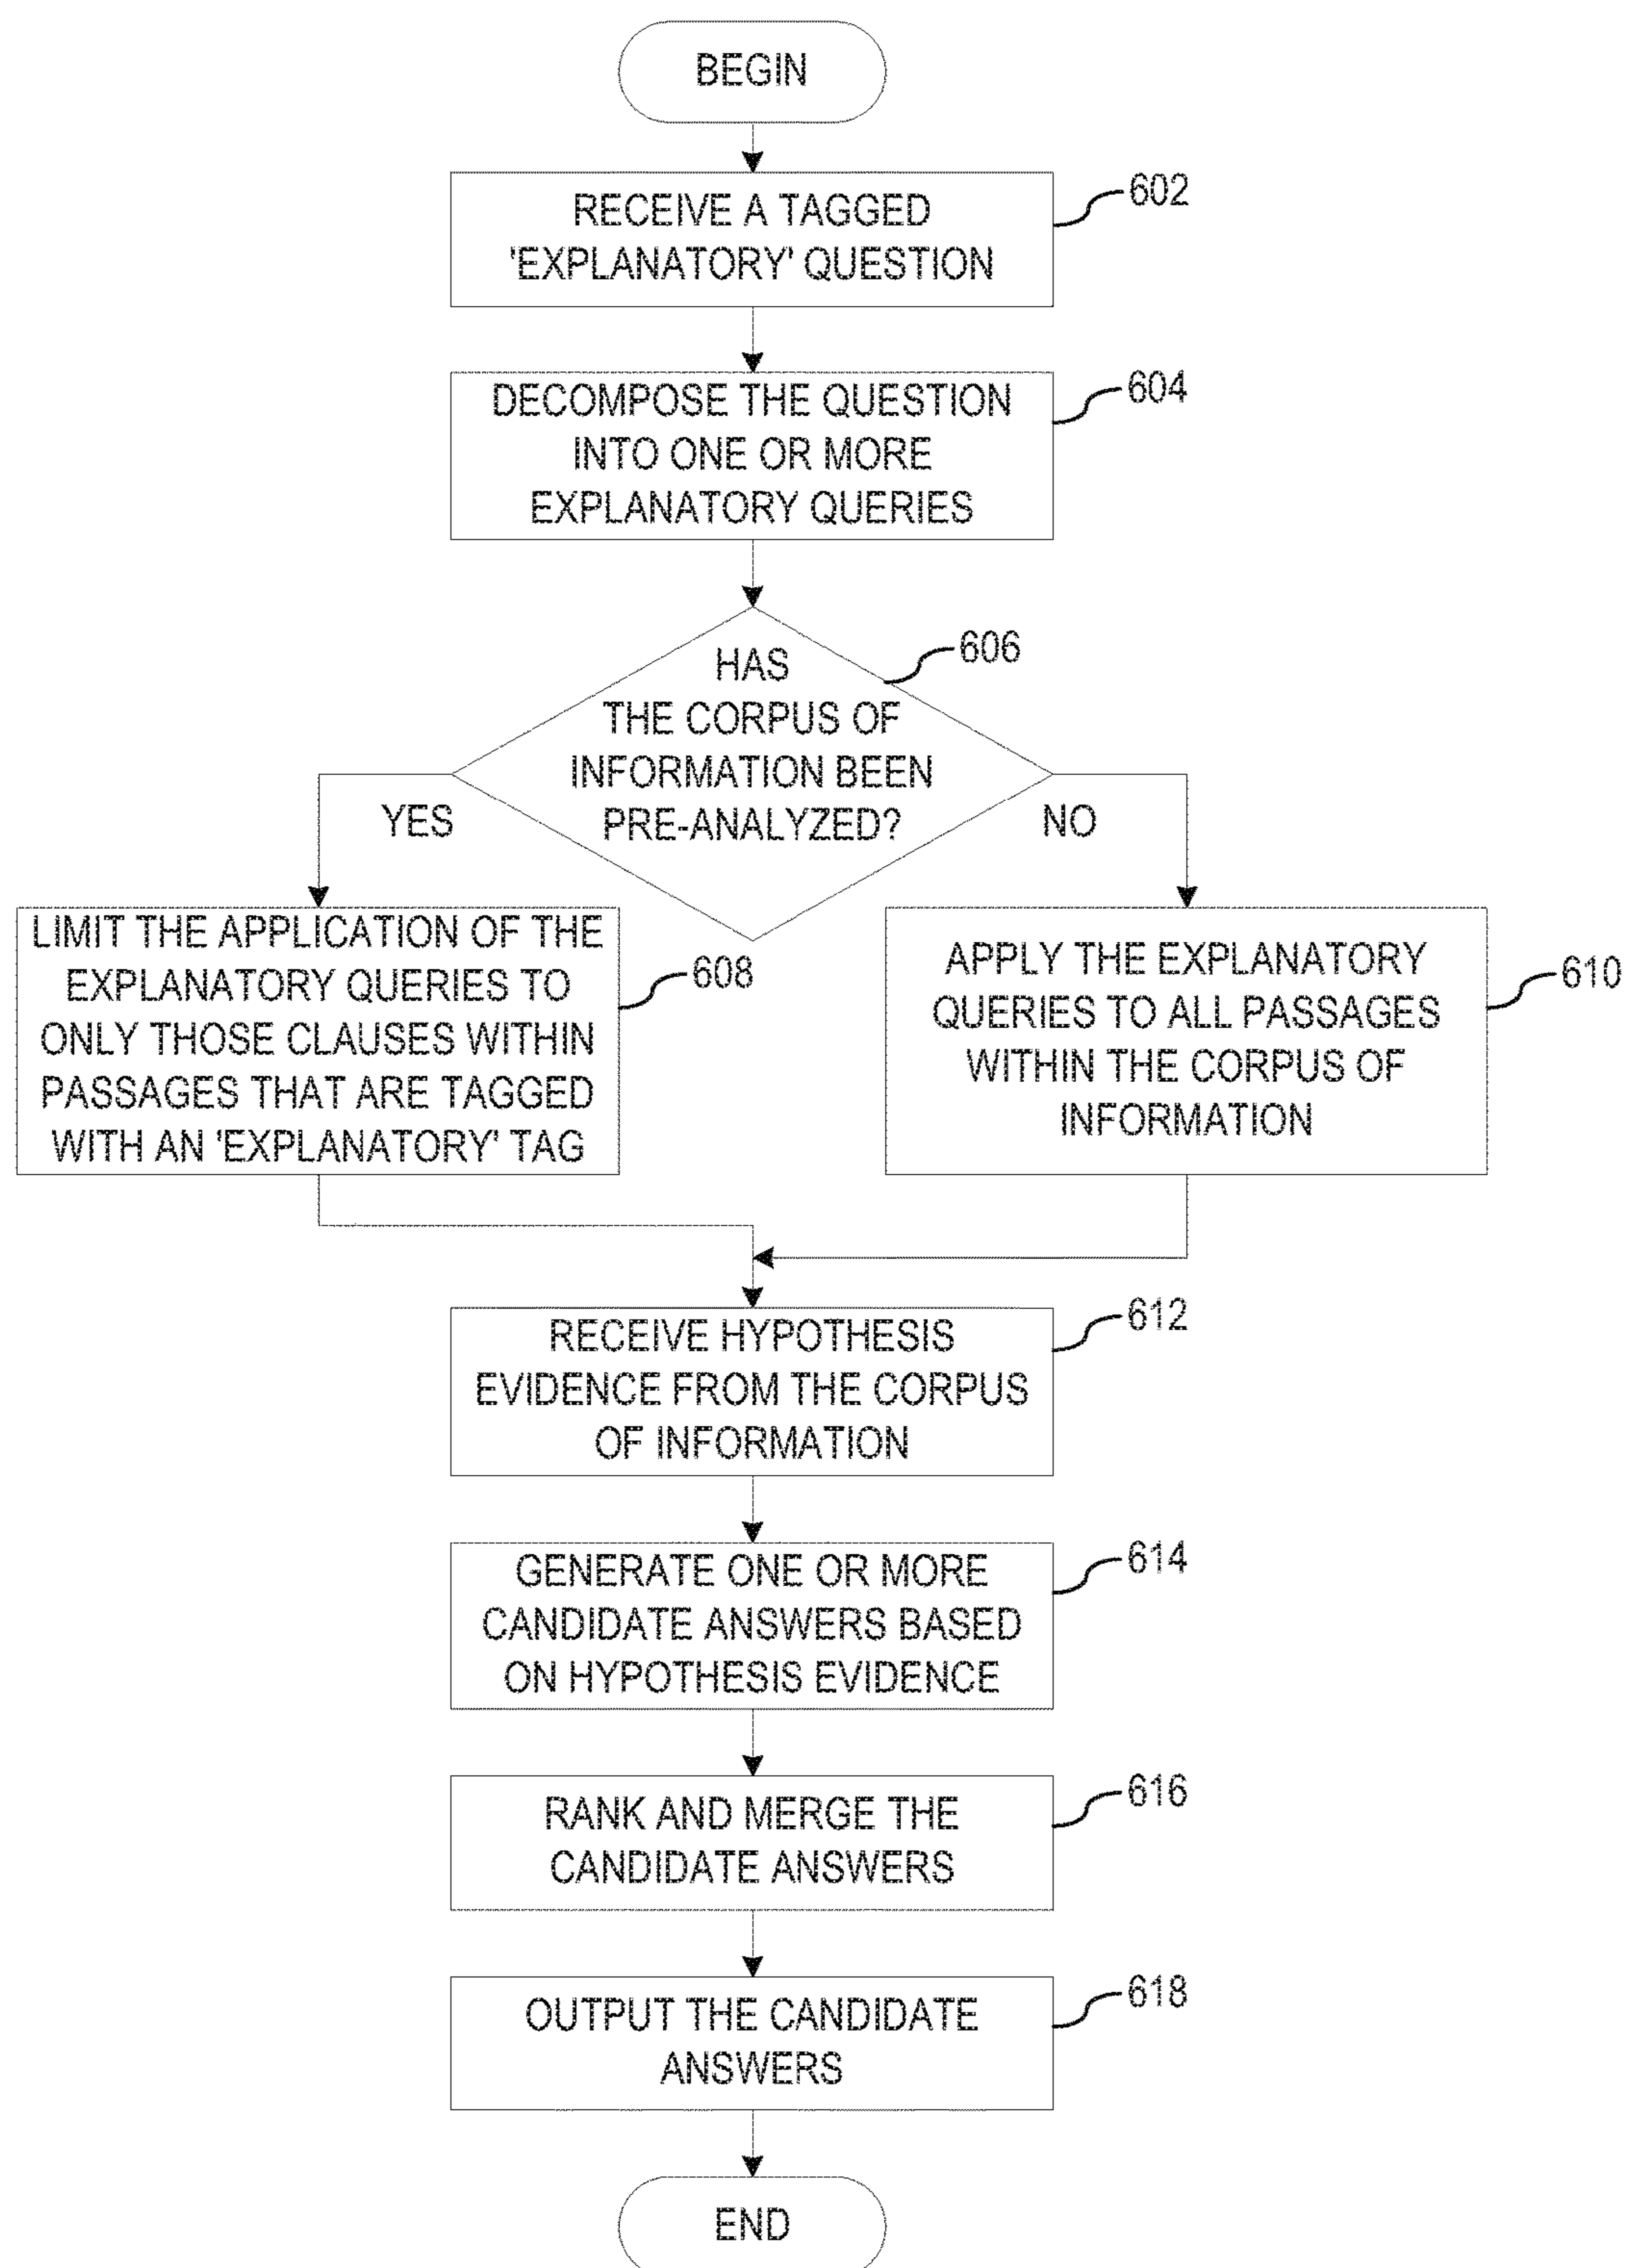 BEGIN
RECEIVE A TAGGED
'EXPLANATORY' QUESTION
602
DECOMPOSE THE QUESTION
INTO ONE OR MORE
EXPLANATORY QUERIES
604
HAS
THE CORPUS OF
INFORMATION BEEN
PRE-ANALYZED?
606
YES
NO
LIMIT THE APPLICATION OF THE
EXPLANATORY QUERIES TO
ONLY THOSE CLAUSES WITHIN
PASSAGES THAT ARE TAGGED
WITH AN 'EXPLANATORY' TAG
608
APPLY THE EXPLANATORY
QUERIES TO ALL PASSAGES
WITHIN THE CORPUS OF
INFORMATION
610
RECEIVE HYPOTHESIS
EVIDENCE FROM THE CORPUS
OF INFORMATION
612
GENERATE ONE OR MORE
CANDIDATE ANSWERS BASED
ON HYPOTHESIS EVIDENCE
614
RANK AND MERGE THE
CANDIDATE ANSWERS
616
OUTPUT THE CANDIDATE
ANSWERS
618
END